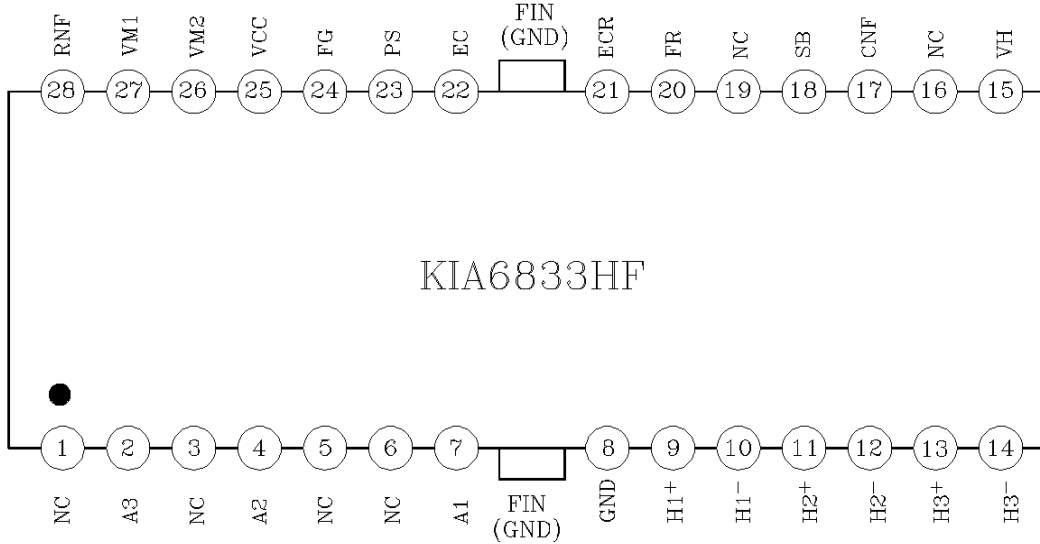 RNF VM1 VM2 VCC FG PS EC FIN (GND) ECR FR NC SB CNF NC VH
28 27 26 25 24 23 22 21 20 19 18 17 16 15
KIA6833HF
1 2 3 4 5 6 7 8 9 10 11 12 13 14
NC A3 NC A2 NC NC A1 FIN (GND) GND H1+ H1- H2+ H2- H3+ H3-